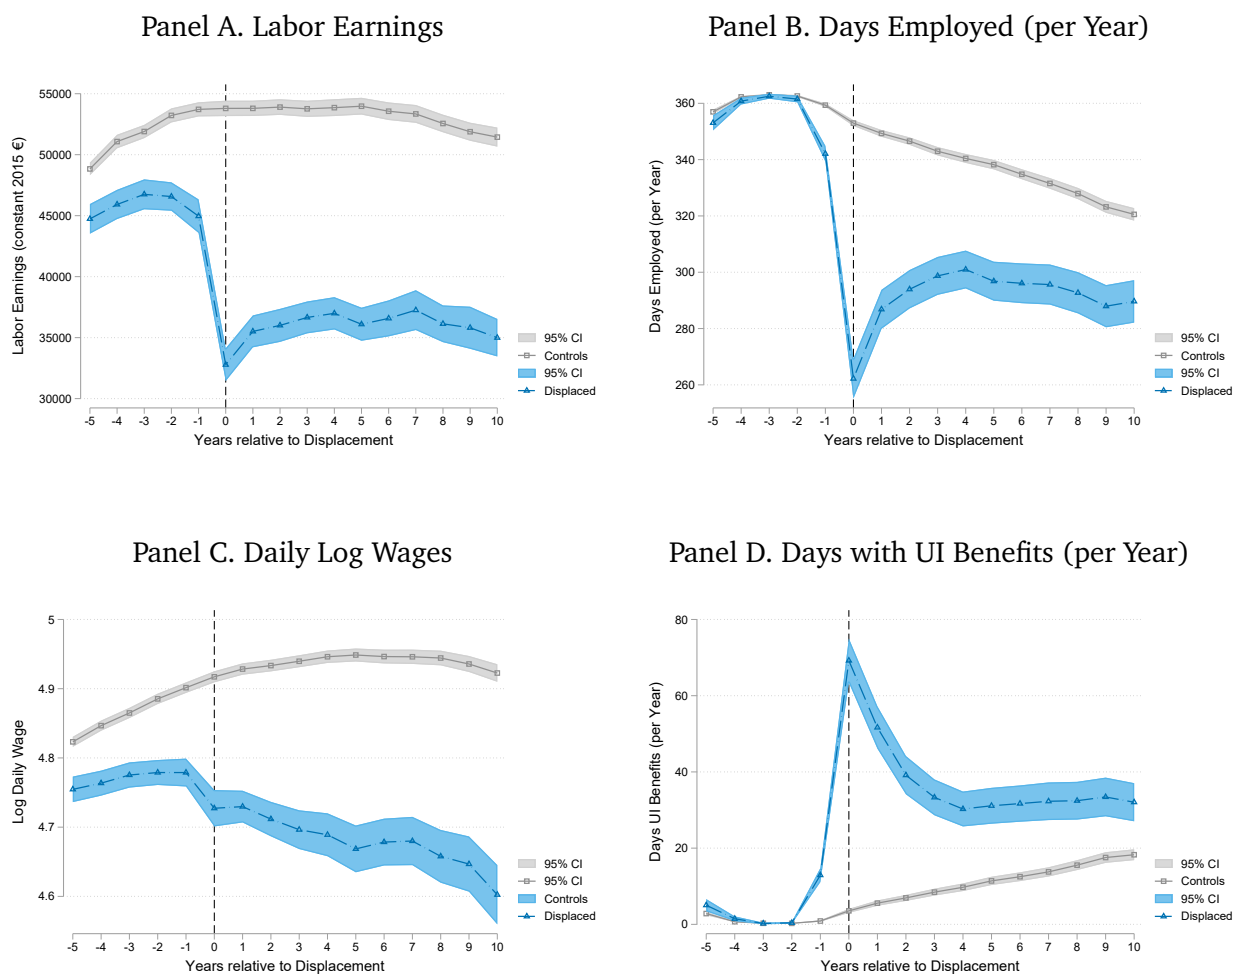 Panel A. Labor Earnings
Labor Earnings (constant 2015 €)
55000
50000
45000
40000
35000
30000
-5 -4 -3 -2 -1 0 1 2 3 4 5 6 7 8 9 10
Years relative to Displacement
95% CI
Controls
95% CI
Displaced
Panel B. Days Employed (per Year)
Days Employed (per Year)
360
340
320
300
280
260
-5 -4 -3 -2 -1 0 1 2 3 4 5 6 7 8 9 10
Years relative to Displacement
95% CI
Controls
95% CI
Displaced
Panel C. Daily Log Wages
Log Daily Wage
5
4.9
4.8
4.7
4.6
-5 -4 -3 -2 -1 0 1 2 3 4 5 6 7 8 9 10
Years relative to Displacement
95% CI
95% CI
Controls
Displaced
Panel D. Days with UI Benefits (per Year)
Days UI Benefits (per Year)
80
60
40
20
0
-5 -4 -3 -2 -1 0 1 2 3 4 5 6 7 8 9 10
Years relative to Displacement
95% CI
Controls
95% CI
Displaced